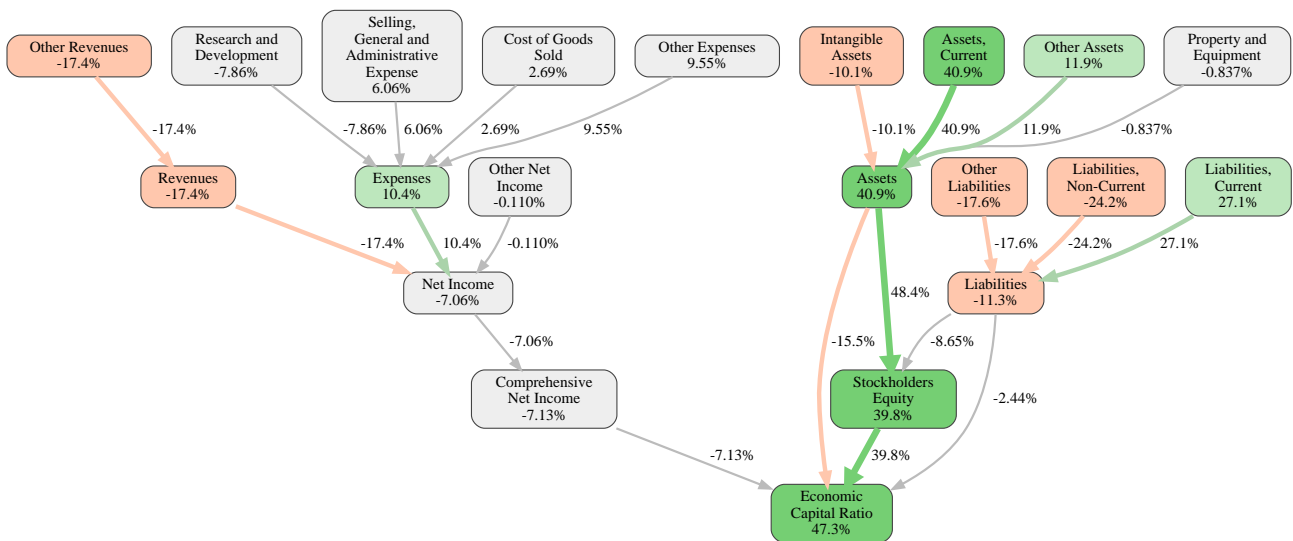 Other Revenues
-17.4%
Research and
Development
-7.86%
Selling,
General and
Administrative
Expense
6.06%
Cost of Goods
Sold
2.69%
Other Expenses
9.55%
Intangible
Assets
-10.1%
Assets,
Current
40.9%
Other Assets
11.9%
Property and
Equipment
-0.837%
-17.4%
-7.86%
6.06%
2.69%
9.55%
-10.1%
40.9%
11.9%
-0.837%
Revenues
-17.4%
Expenses
10.4%
Other Net
Income
-0.110%
Assets
40.9%
Other
Liabilities
-17.6%
Liabilities,
Non-Current
-24.2%
Liabilities,
Current
27.1%
-17.4%
10.4%
-0.110%
-17.6%
-24.2%
27.1%
Net Income
-7.06%
48.4%
Liabilities
-11.3%
-7.06%
-15.5%
-8.65%
Comprehensive
Net Income
-7.13%
Stockholders
Equity
39.8%
-2.44%
-7.13%
39.8%
Economic
Capital Ratio
47.3%